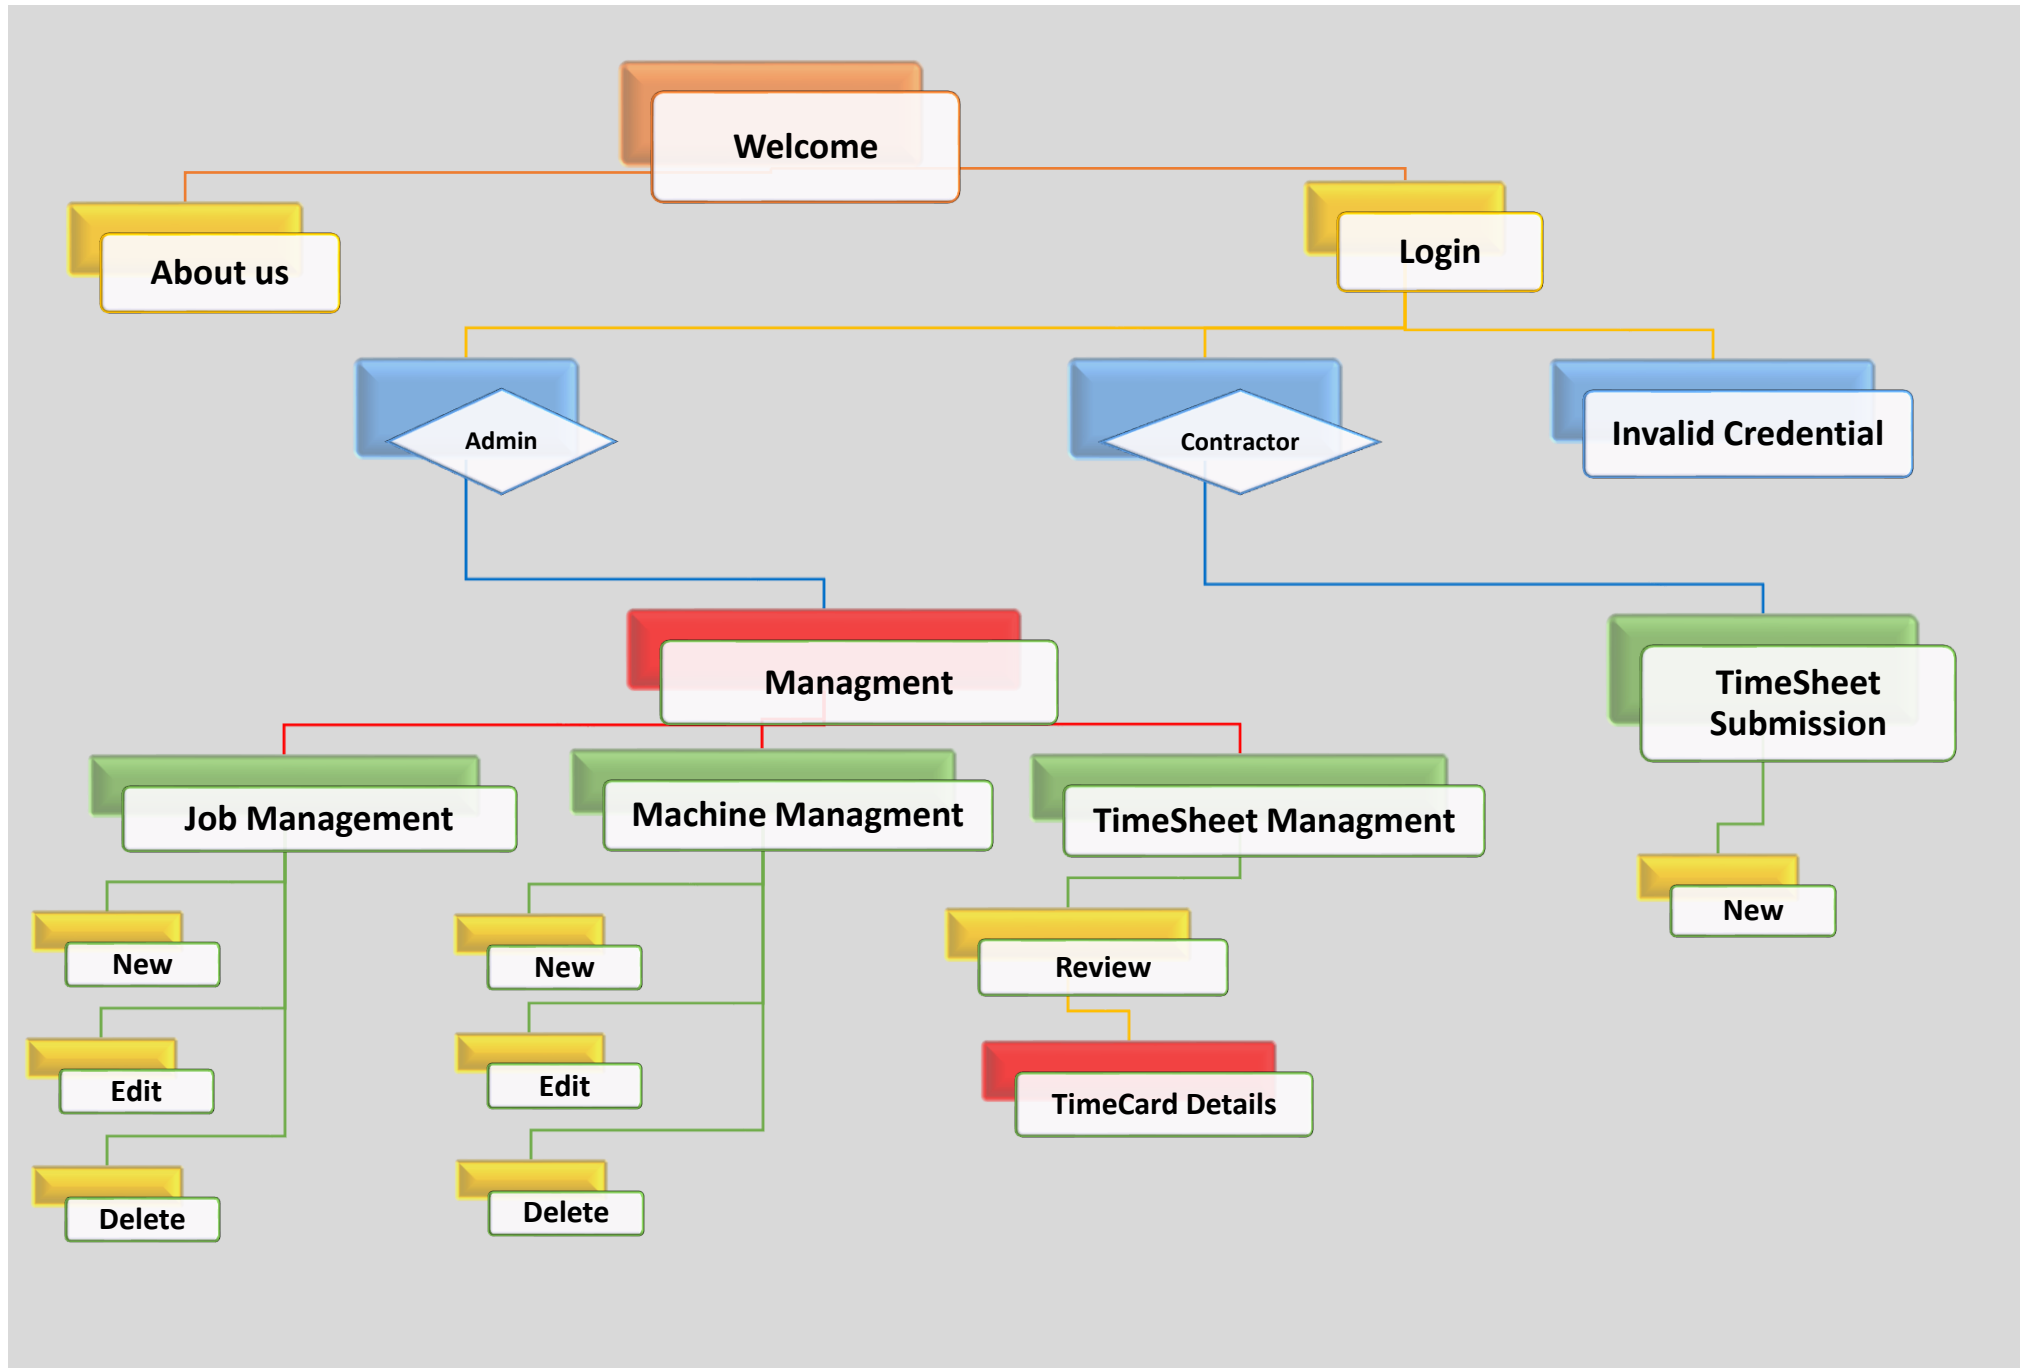 Welcome
About us
Login
Admin
Contractor
Invalid Credential
Managment
TimeSheet
Submission
Job Management
Machine Managment
TimeSheet Managment
New
New
New
Review
Edit
Edit
TimeCard Details
Delete
Delete